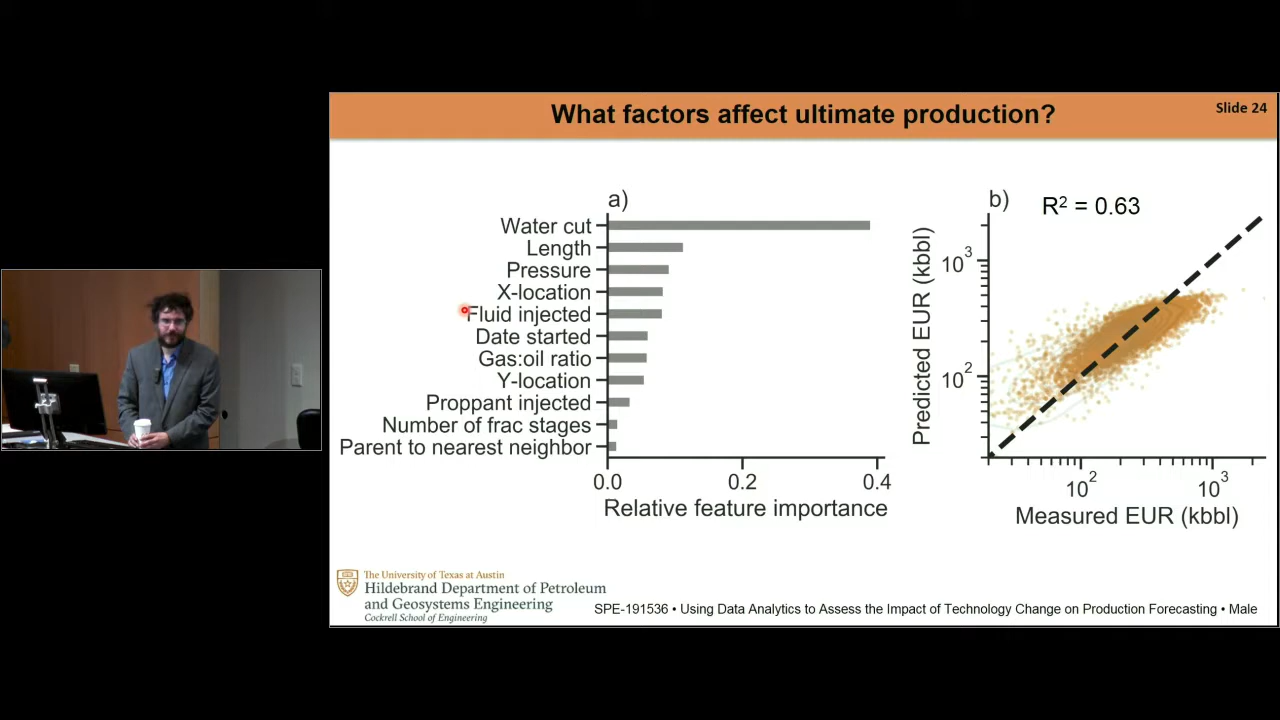 What factors affect ultimate production?
Slide 24
a)
Water cut
Length
Pressure
X-location
Fluid injected
Date started
Gas:oil ratio
Y-location
Proppant injected
Number of frac stages
Parent to nearest neighbor
0.0
0.2
0.4
Relative feature importance
b)
R² = 0.63
Predicted EUR (kbbl)
10³
10²
10²
10³
Measured EUR (kbbl)
The University of Texas at Austin
Hildebrand Department of Petroleum
and Geosystems Engineering
Cockrell School of Engineering
SPE-191536 • Using Data Analytics to Assess the Impact of Technology Change on Production Forecasting • Male